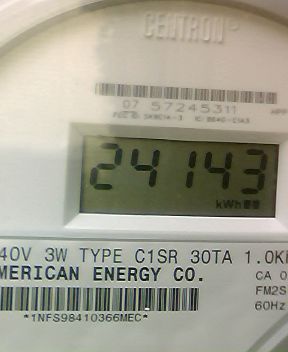 CENTRON
07 57245311
24143
kWh
40V 3W TYPE C1SR 30TA 1.0K
MERICAN ENERGY CO.
CA 0
FM2S
60Hz
*1NFS98410366MEC*